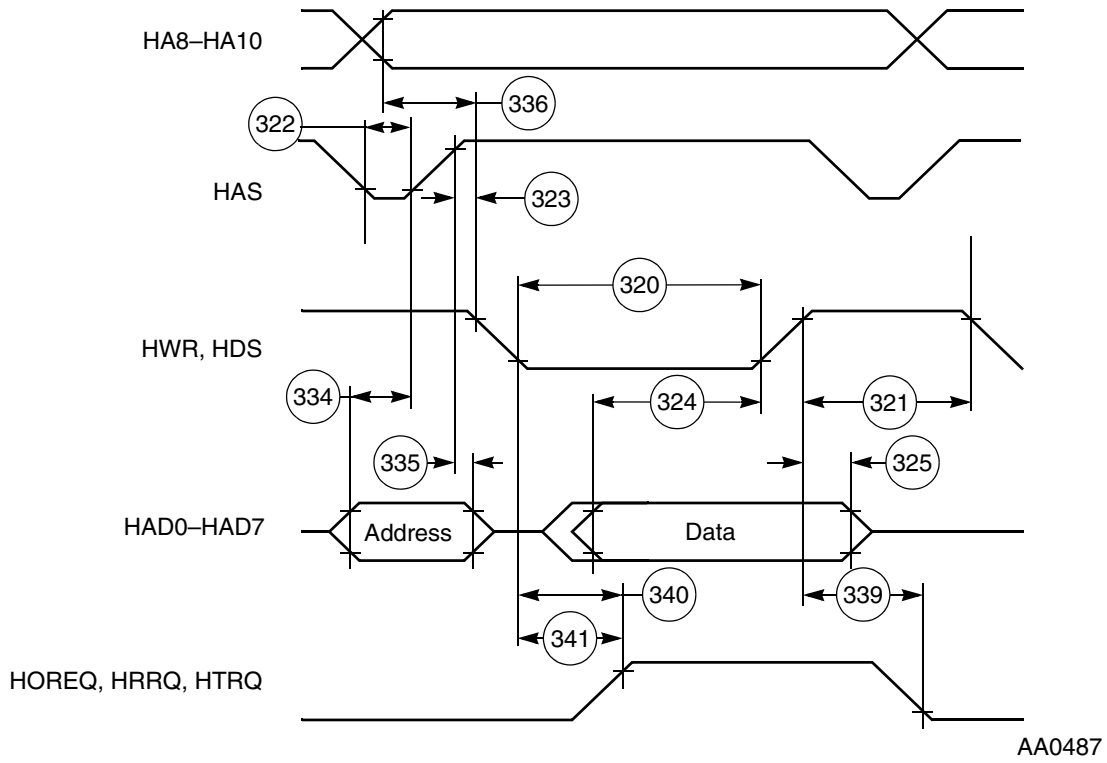 HA8–HA10
336
322
HAS
323
320
HWR, HDS
334
324
321
335
325
HAD0–HAD7
Address
Data
340
339
341
HOREQ, HRRQ, HTRQ
AA0487